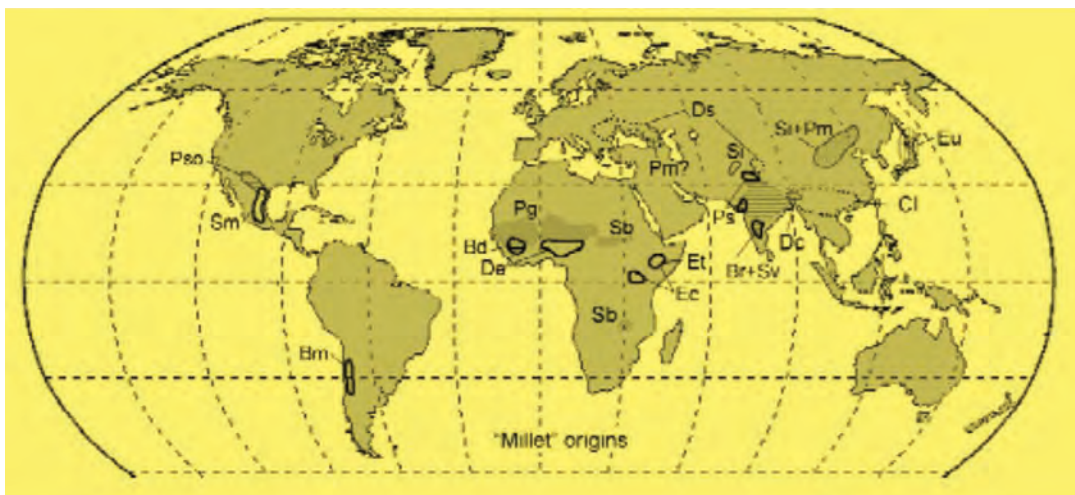 Ds
Si+Pm
Eu
Pso
Si
Pm?
Sm
Pg
Ps
Cl
Sb
Bd
De
Dc
Et
Br+Sv
Ec
Sb
Bm
"Millet" origins